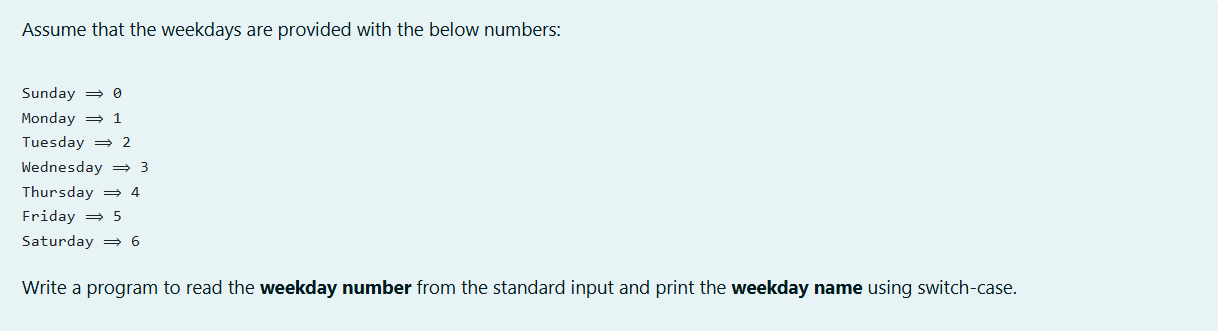 Assume that the weekdays are provided with the below numbers:
Sunday ⟹ 0
Monday ⟹ 1
Tuesday ⟹ 2
Wednesday ⟹ 3
Thursday ⟹ 4
Friday ⟹ 5
Saturday ⟹ 6
Write a program to read the weekday number from the standard input and print the weekday name using switch-case.